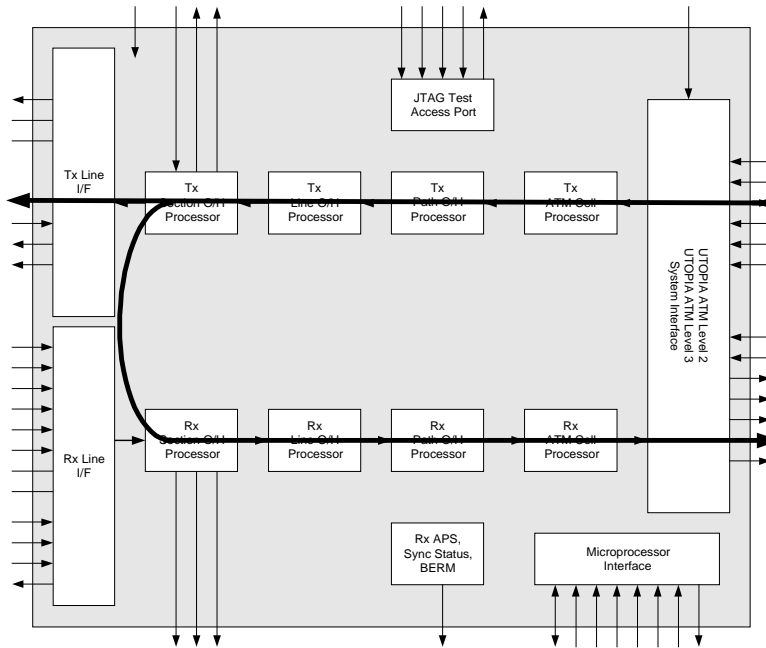 JTAG Test
Access Port
Tx Line
I/F
Tx
Section O/H
Processor
Tx
Line O/H
Processor
Tx
Path O/H
Processor
Tx
ATM Cell
Processor
UTOPIA ATM Level 2
UTOPIA ATM Level 3
System Interface
Rx Line
I/F
Rx
Section O/H
Processor
Rx
Line O/H
Processor
Rx
Path O/H
Processor
Rx
ATM Cell
Processor
Rx APS,
Sync Status,
BERM
Microprocessor
Interface